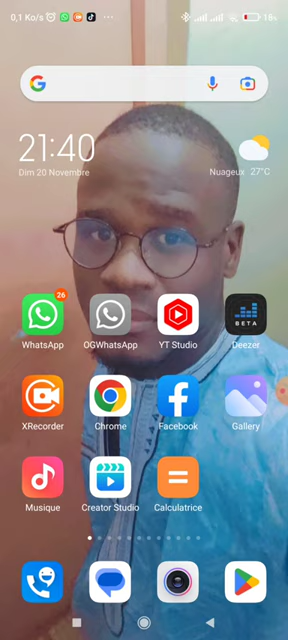 0,1 Ko/s
18%
21:40
Dim 20 Novembre
Nuageux 27°C
26
WhatsApp
OGWhatsApp
YT Studio
BETA
Deezer
XRecorder
Chrome
Facebook
Gallery
Musique
Creator Studio
Calculatrice